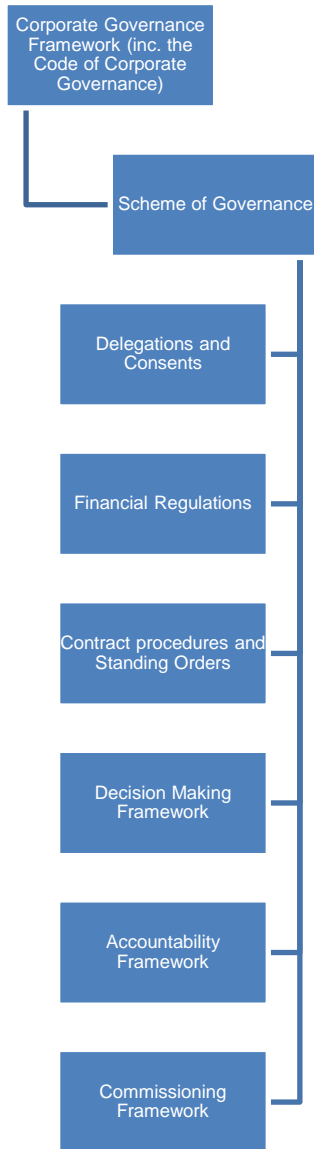 Corporate Governance
Framework (inc. the
Code of Corporate
Governance)
Scheme of Governance
Delegations and
Consents
Financial Regulations
Contract procedures and
Standing Orders
Decision Making
Framework
Accountability
Framework
Commissioning
Framework